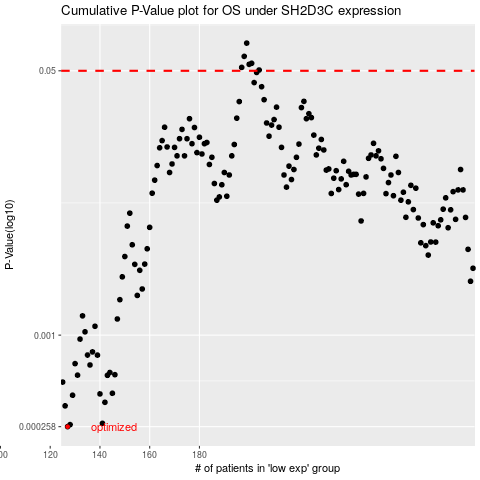 Cumulative P-Value plot for OS under SH2D3C expression
0.05
P-Value(log10)
0.001
0.000258
optimized
00 120 140 160 180
# of patients in 'low exp' group